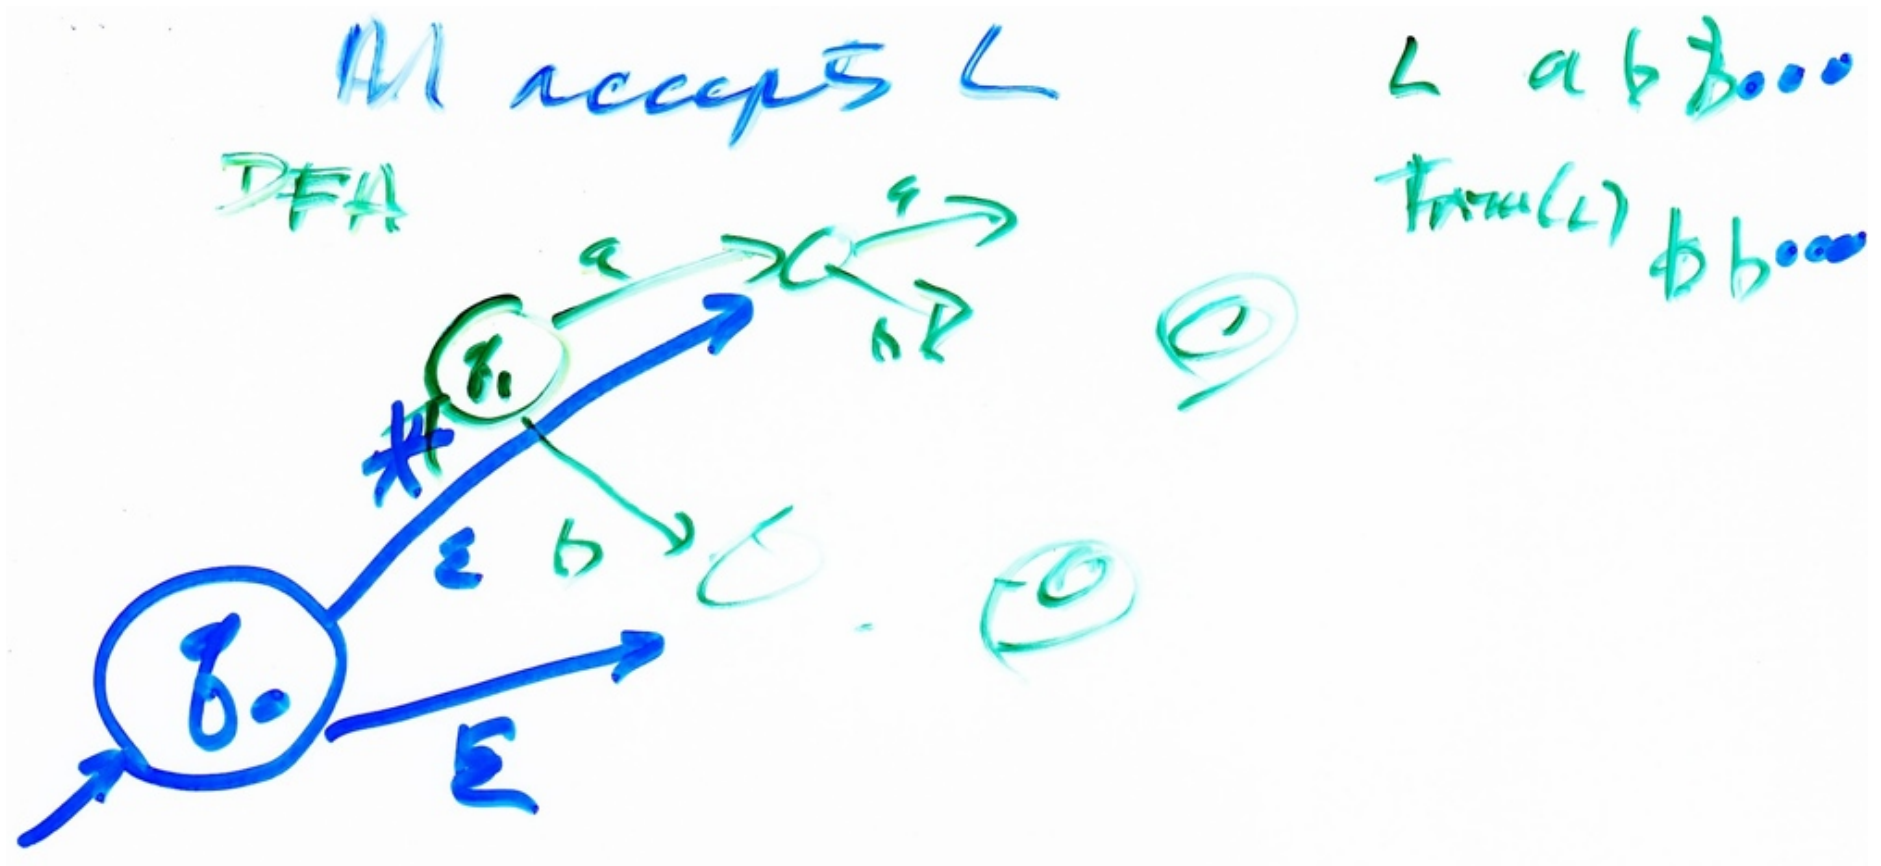 M accepts L
L a b b...
DFA
Trim(L) b b....
a
a
b
q1
ε
b
q0
ε